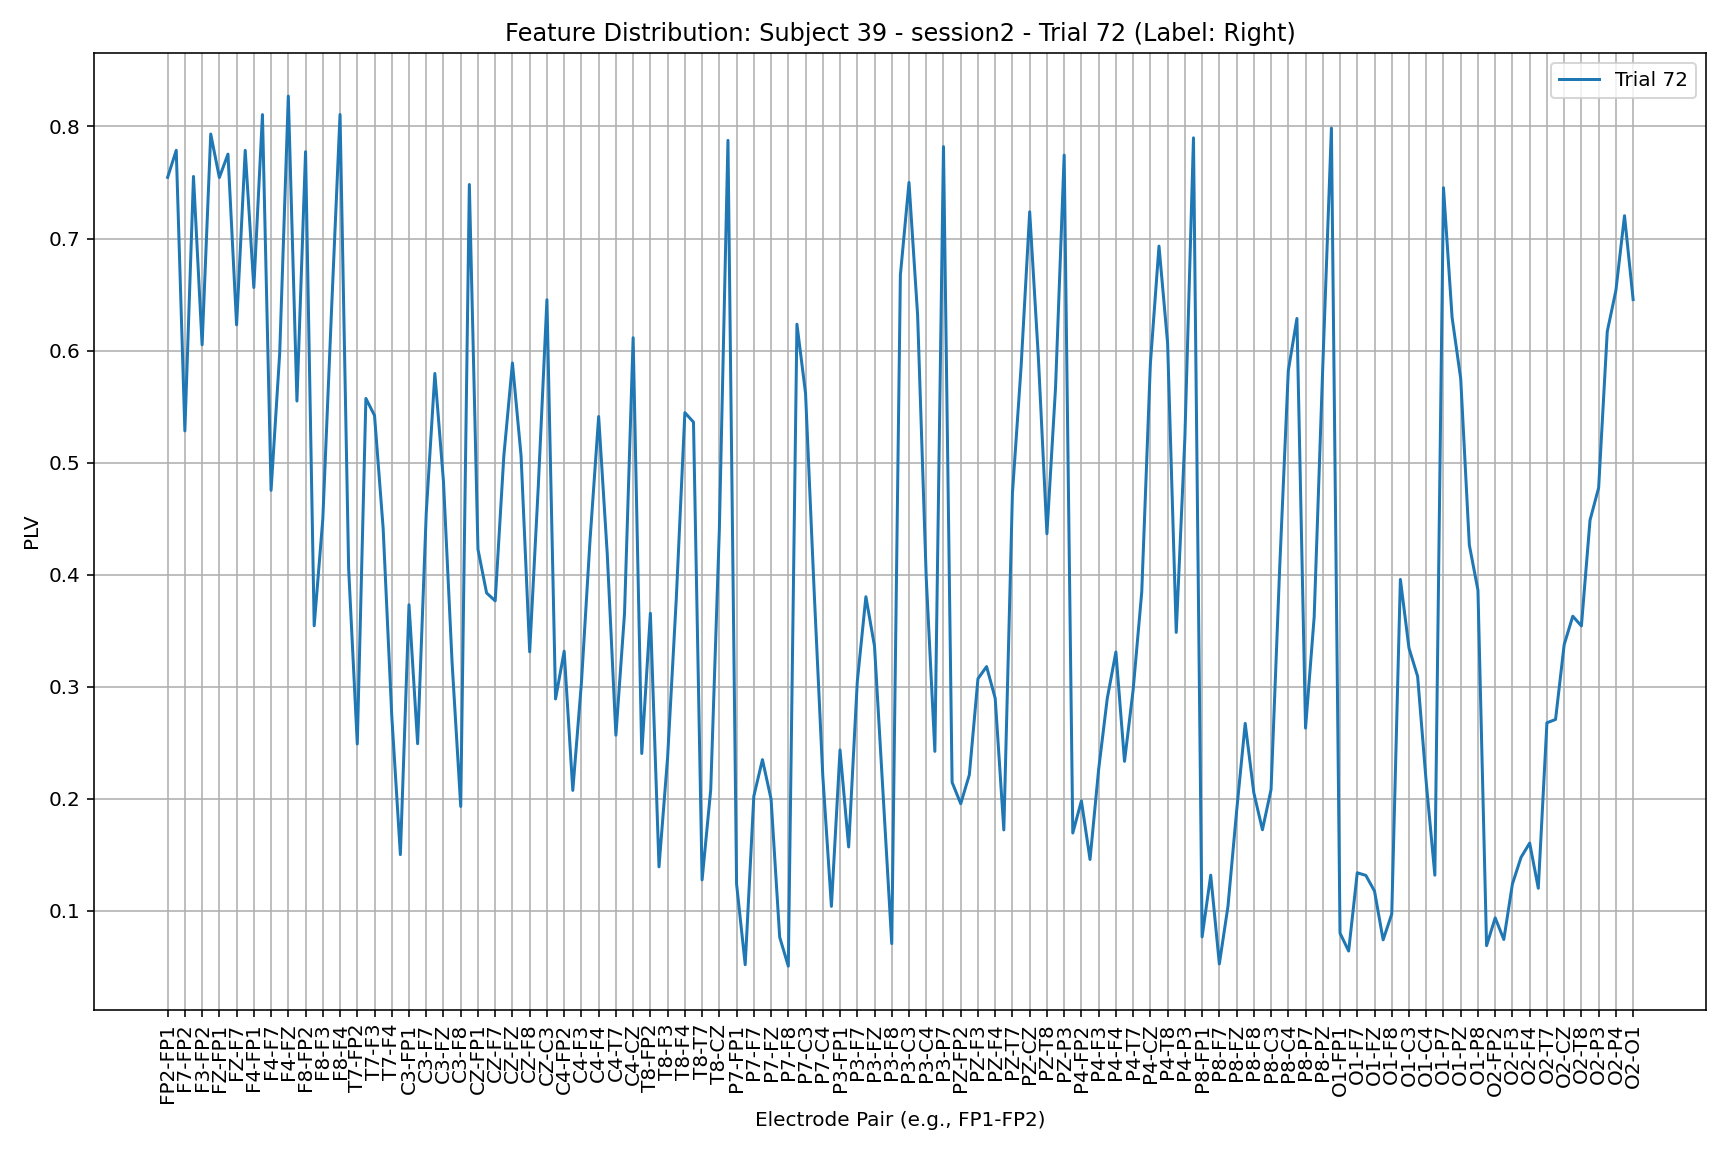 Feature Distribution: Subject 39 - session2 - Trial 72 (Label: Right)
Trial 72
0.8
0.7
0.6
0.5
0.4
0.3
0.2
0.1
PLV
FP2-FP1
F7-FP2
F3-FP2
FZ-FP1
FZ-F7
F4-FP1
F4-F7
F4-FZ
F8-FP2
F8-F3
F8-F4
T7-FP2
T7-F3
T7-F4
C3-FP1
C3-F7
C3-FZ
C3-F8
CZ-FP1
CZ-F7
CZ-FZ
CZ-F8
CZ-C3
C4-FP2
C4-F3
C4-F4
C4-T7
C4-CZ
T8-FP2
T8-F3
T8-F4
T8-T7
T8-CZ
P7-FP1
P7-F7
P7-FZ
P7-F8
P7-C3
P7-C4
P3-FP1
P3-F7
P3-FZ
P3-F8
P3-C3
P3-C4
P3-P7
PZ-FP2
PZ-F3
PZ-F4
PZ-T7
PZ-CZ
PZ-T8
PZ-P3
P4-FP2
P4-F3
P4-F4
P4-T7
P4-CZ
P4-T8
P4-P3
P8-FP1
P8-F7
P8-FZ
P8-F8
P8-C3
P8-C4
P8-P7
P8-PZ
O1-FP1
O1-F7
O1-FZ
O1-F8
O1-C3
O1-C4
O1-P7
O1-PZ
O1-P8
O2-FP2
O2-F3
O2-F4
O2-T7
O2-CZ
O2-T8
O2-P3
O2-P4
O2-O1
Electrode Pair (e.g., FP1-FP2)